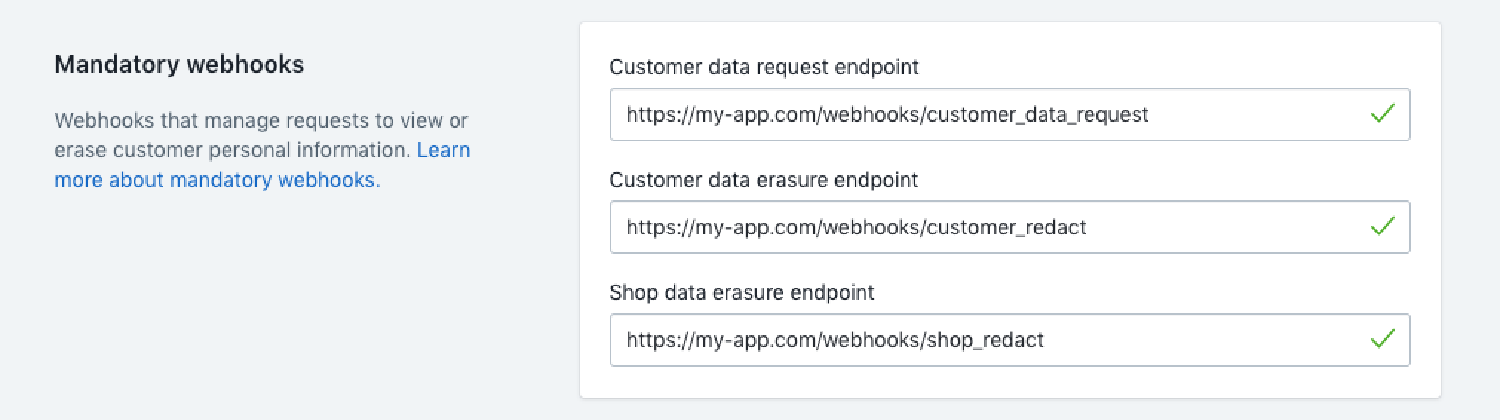 Mandatory webhooks
Webhooks that manage requests to view or
erase customer personal information. Learn
more about mandatory webhooks.
Customer data request endpoint
https://my-app.com/webhooks/customer_data_request
Customer data erasure endpoint
https://my-app.com/webhooks/customer_redact
Shop data erasure endpoint
https://my-app.com/webhooks/shop_redact